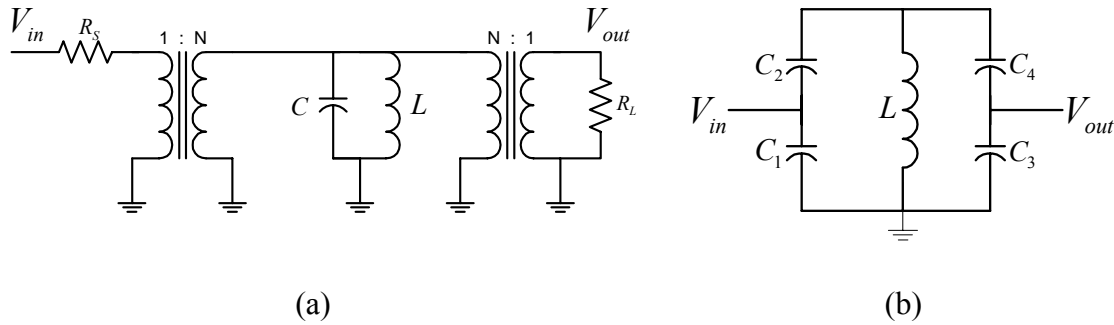 V_in
R_S
1 : N
C
L
N : 1
V_out
R_L
(a)
C_2
C_4
V_in
L
V_out
C_1
C_3
(b)